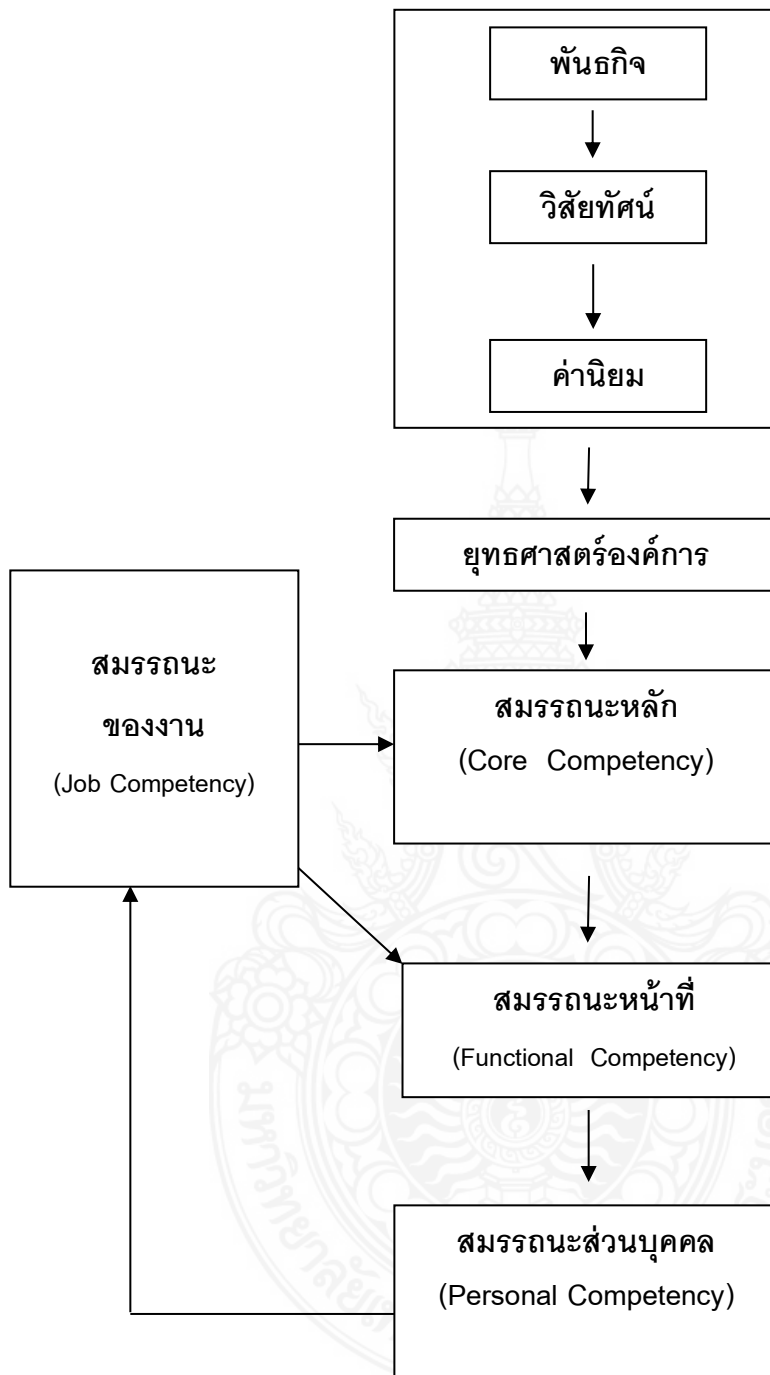 พันธกิจ
วิสัยทัศน์
ค่านิยม
ยุทธศาสตร์องค์การ
สมรรถนะ
ของงาน
(Job Competency)
สมรรถนะหลัก
(Core Competency)
สมรรถนะหน้าที่
(Functional Competency)
สมรรถนะส่วนบุคคล
(Personal Competency)